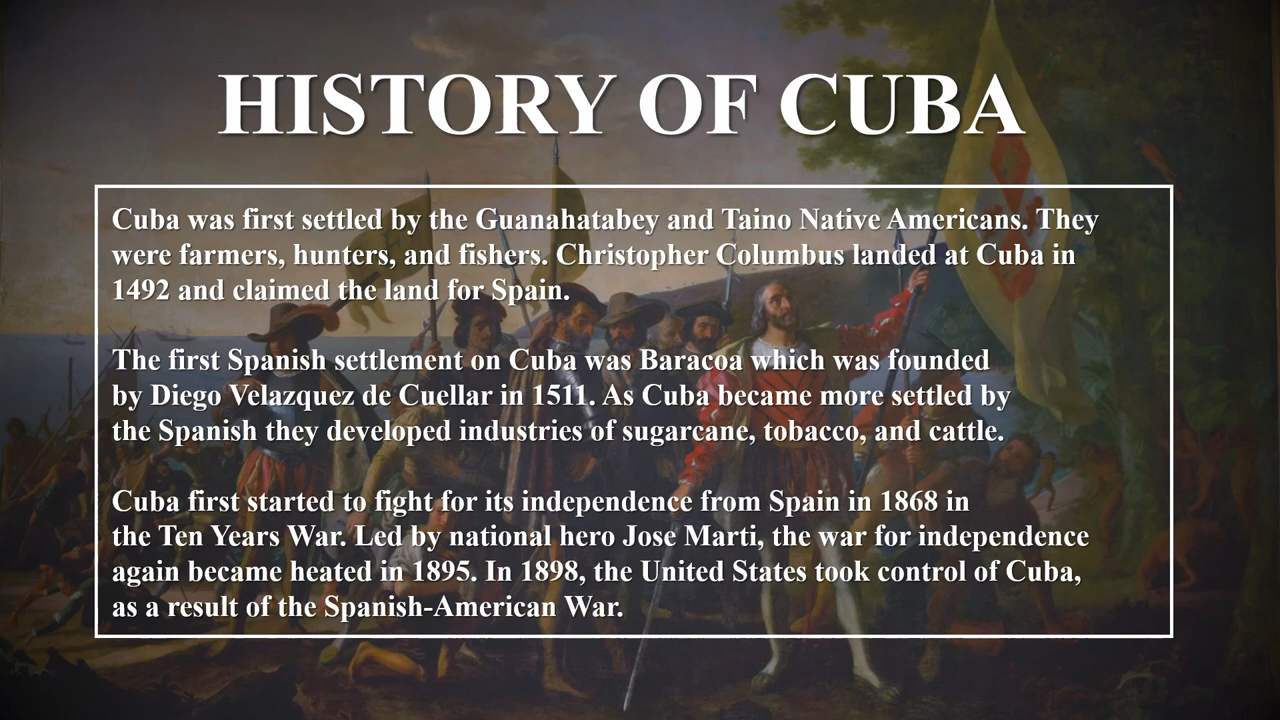 HISTORY OF CUBA
Cuba was first settled by the Guanahatabey and Taino Native Americans. They
were farmers, hunters, and fishers. Christopher Columbus landed at Cuba in
1492 and claimed the land for Spain.
The first Spanish settlement on Cuba was Baracoa which was founded
by Diego Velazquez de Cuellar in 1511. As Cuba became more settled by
the Spanish they developed industries of sugarcane, tobacco, and cattle.
Cuba first started to fight for its independence from Spain in 1868 in
the Ten Years War. Led by national hero Jose Marti, the war for independence
again became heated in 1895. In 1898, the United States took control of Cuba,
as a result of the Spanish-American War.